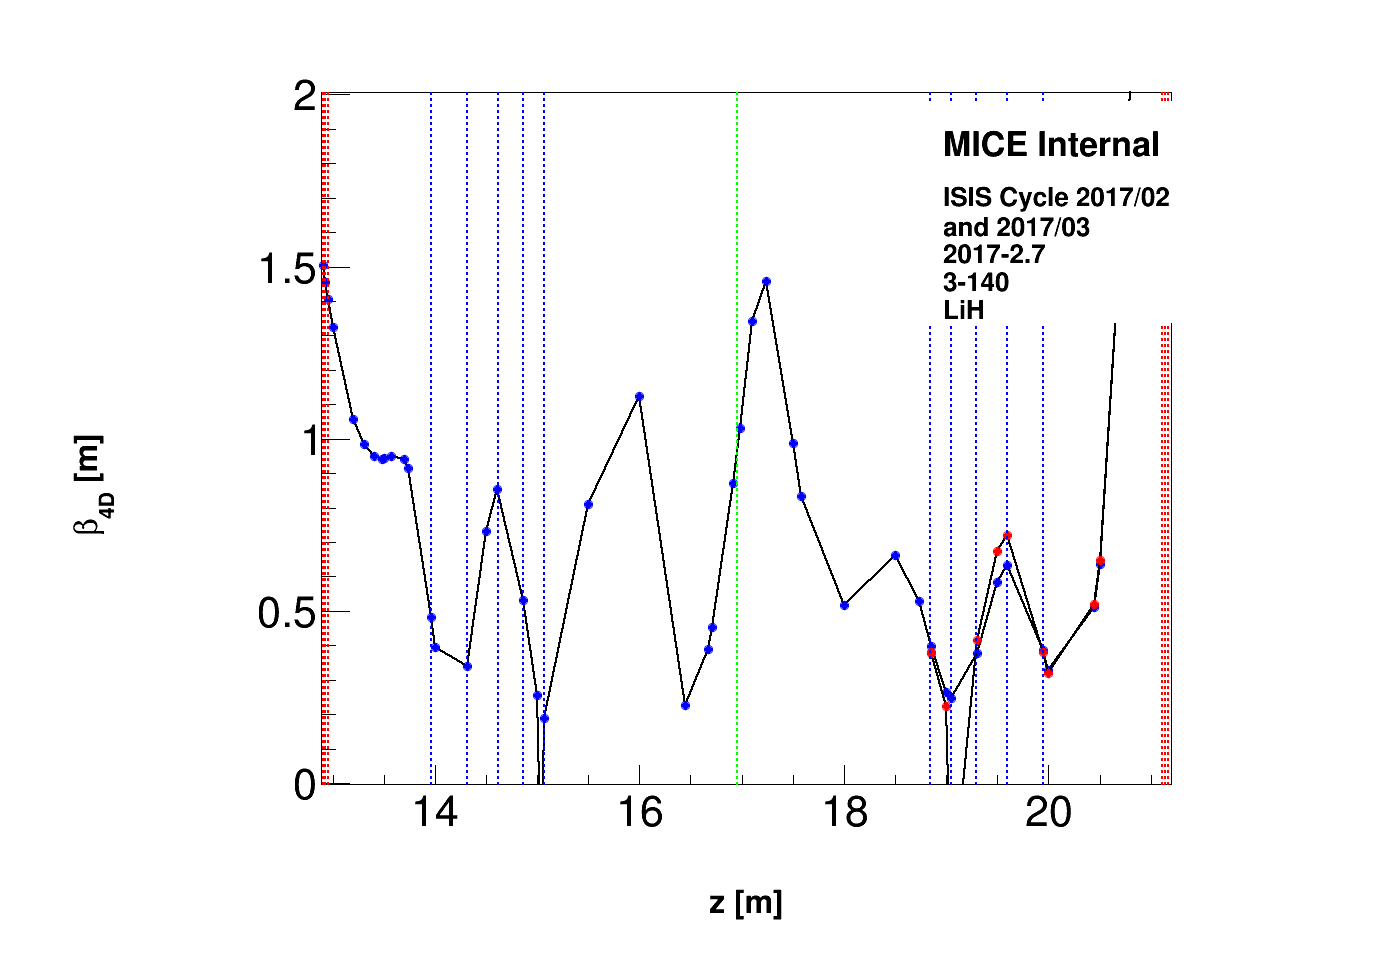 2
1.5
1
0.5
0
β4D [m]
14 16 18 20
z [m]
MICE Internal
ISIS Cycle 2017/02
and 2017/03
2017-2.7
3-140
LiH